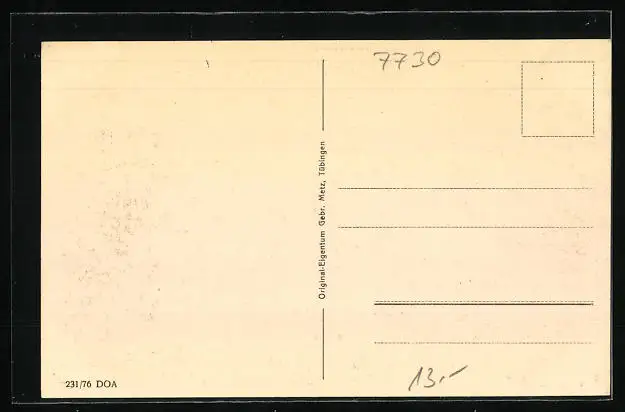 7730
Original-Eigentum Gebr. Metz, Tübingen
13.-
231/76 DOA